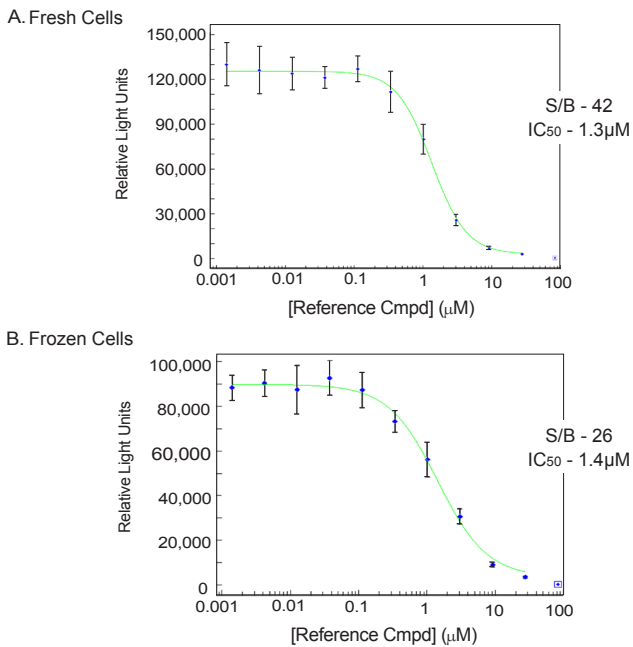 A. Fresh Cells
150,000
120,000
90,000
60,000
30,000
0
Relative Light Units
0.001
0.01
0.1
1
10
100
[Reference Cmpd] (μM)
S/B - 42
IC50 - 1.3μM
B. Frozen Cells
100,000
80,000
60,000
40,000
20,000
0
Relative Light Units
0.001
0.01
0.1
1
10
100
[Reference Cmpd] (μM)
S/B - 26
IC50 - 1.4μM